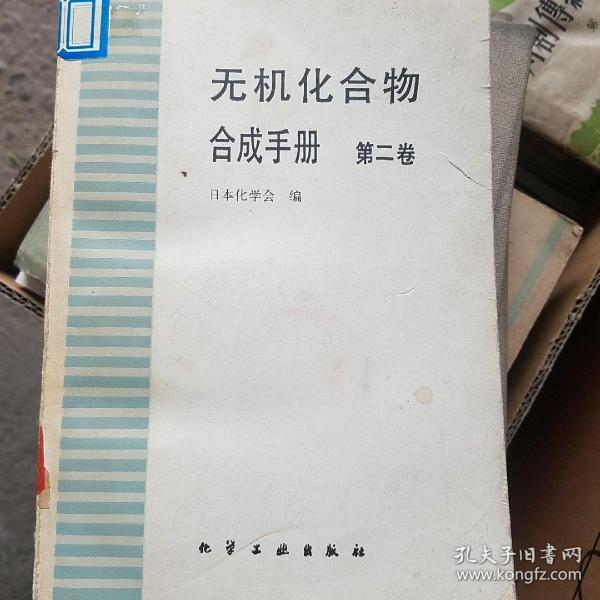 无机化合物
合成手册 第二卷
日本化学会 编
化学工业出版社
孔夫子旧书网
www.kongfz.com